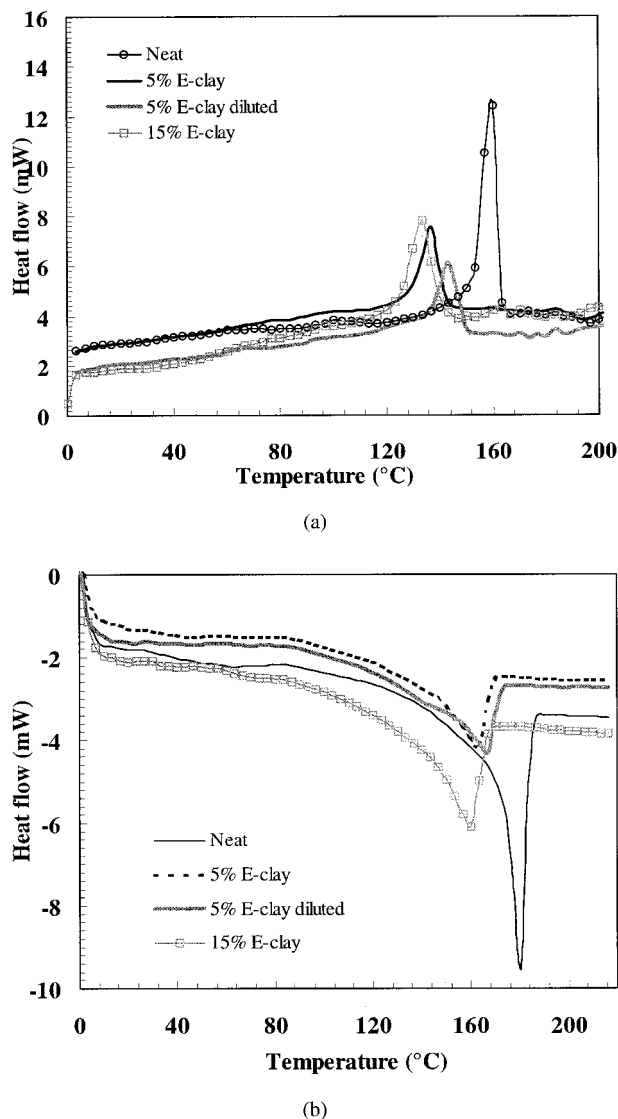 16
14
12
10
8
6
4
2
0
Heat flow (mW)
Neat
5% E-clay
5% E-clay diluted
15% E-clay
0 40 80 120 160 200
Temperature (°C)
(a)
0
-2
-4
-6
-8
-10
Heat flow (mW)
Neat
5% E-clay
5% E-clay diluted
15% E-clay
0 40 80 120 160 200
Temperature (°C)
(b)